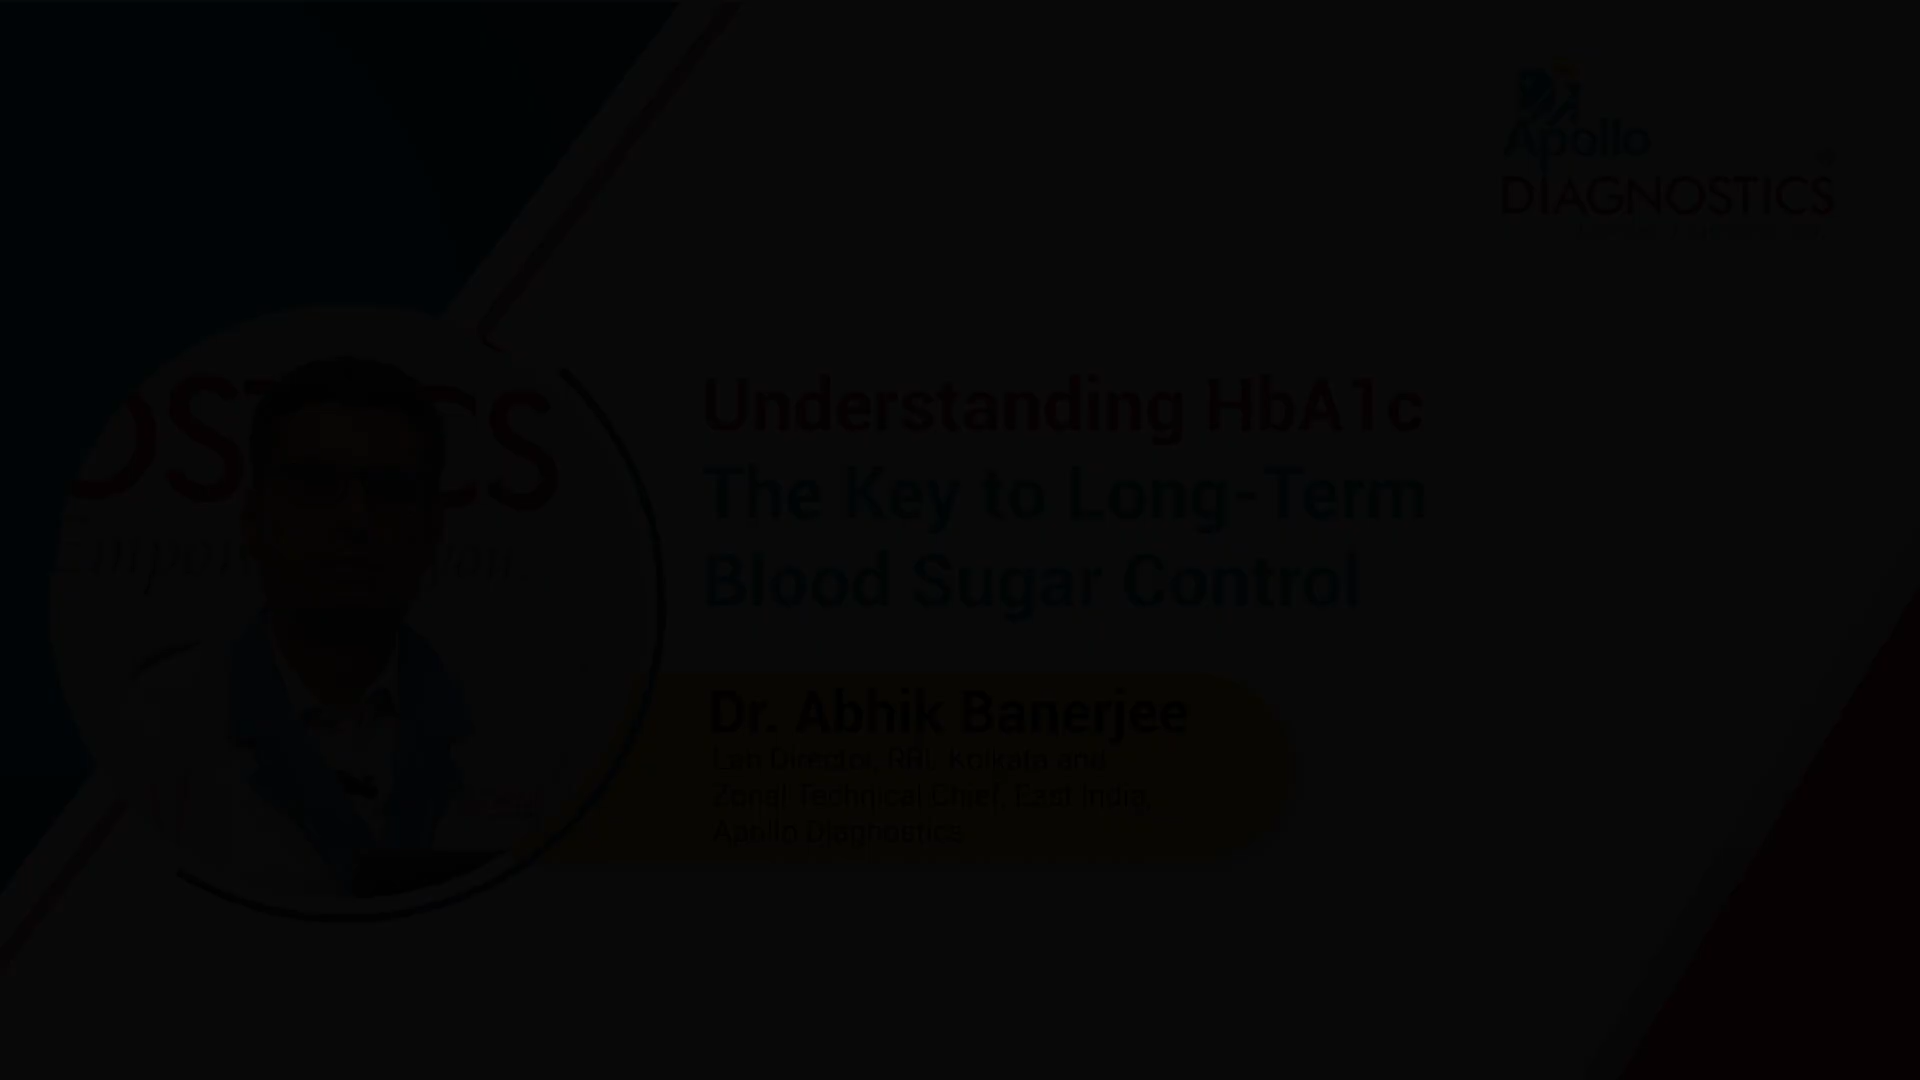 Apollo
DIAGNOSTICS
OSTICS
Understanding HbA1c
The Key to Long-Term
Blood Sugar Control
Dr. Abhik Banerjee
Lab Director, RRL Kolkata and
Zonal Technical Chief, East India,
Apollo Diagnostics